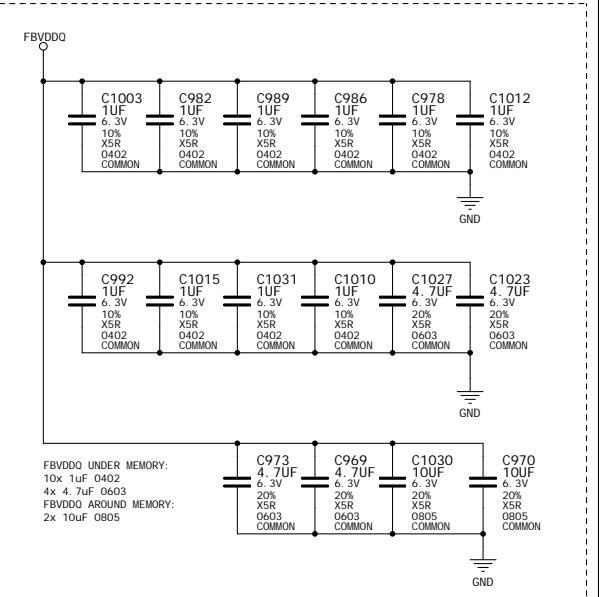 FBVDDQ
C1003
1UF
6.3V
10%
X5R
0402
COMMON
C982
1UF
6.3V
10%
X5R
0402
COMMON
C989
1UF
6.3V
10%
X5R
0402
COMMON
C986
1UF
6.3V
10%
X5R
0402
COMMON
C978
1UF
6.3V
10%
X5R
0402
COMMON
C1012
1UF
6.3V
10%
X5R
0402
COMMON
GND
C992
1UF
6.3V
10%
X5R
0402
COMMON
C1015
1UF
6.3V
10%
X5R
0402
COMMON
C1031
1UF
6.3V
10%
X5R
0402
COMMON
C1010
1UF
6.3V
10%
X5R
0402
COMMON
C1027
4.7UF
6.3V
20%
X5R
0603
COMMON
C1023
4.7UF
6.3V
20%
X5R
0603
COMMON
GND
FBVDDQ UNDER MEMORY:
10x 1uF 0402
4x 4.7uF 0603
FBVDDQ AROUND MEMORY:
2x 10uF 0805
C973
4.7UF
6.3V
20%
X5R
0603
COMMON
C969
4.7UF
6.3V
20%
X5R
0603
COMMON
C1030
10UF
6.3V
20%
X5R
0805
COMMON
C970
10UF
6.3V
20%
X5R
0805
COMMON
GND